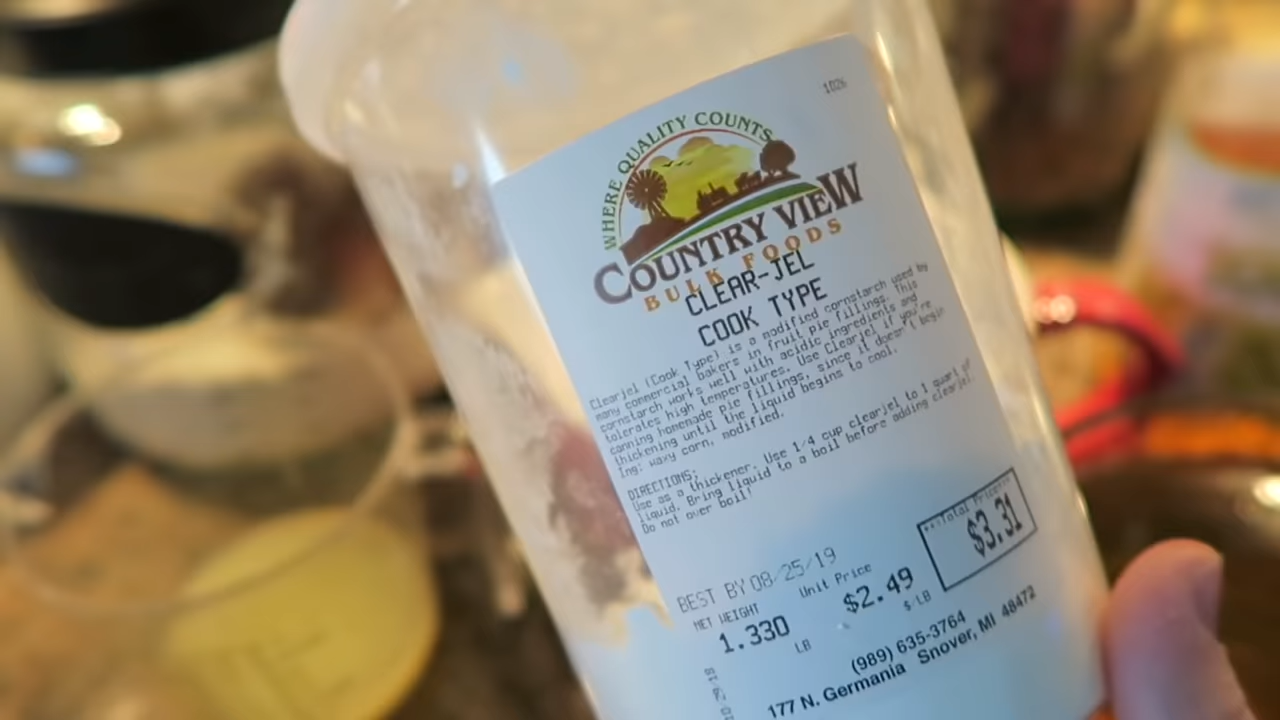 1026
WHERE QUALITY COUNTS
COUNTRY VIEW
BULK FOODS
CLEAR-JEL
COOK TYPE
Clearjel (Cook Type) is a modified cornstarch used by
many commercial bakers in fruit pie fillings. This
cornstarch works well with acidic ingredients and
tolerates high temperatures. Use Clearjel if you're
canning homemade pie fillings, since it doesn't begin
thickening until the liquid begins to cool.
Ing: waxy corn, modified.
DIRECTIONS:
Use as a thickener. Use 1/4 cup clearjel to 1 quart of
liquid. Bring liquid to a boil before adding clearjel.
Do not over boil!
BEST BY 08/25/19
NET WEIGHT
1.330
LB
Unit Price
$2.49
$/LB
Total Price
$3.31
(989) 635-3764
177 N. Germania Snover, MI 48472